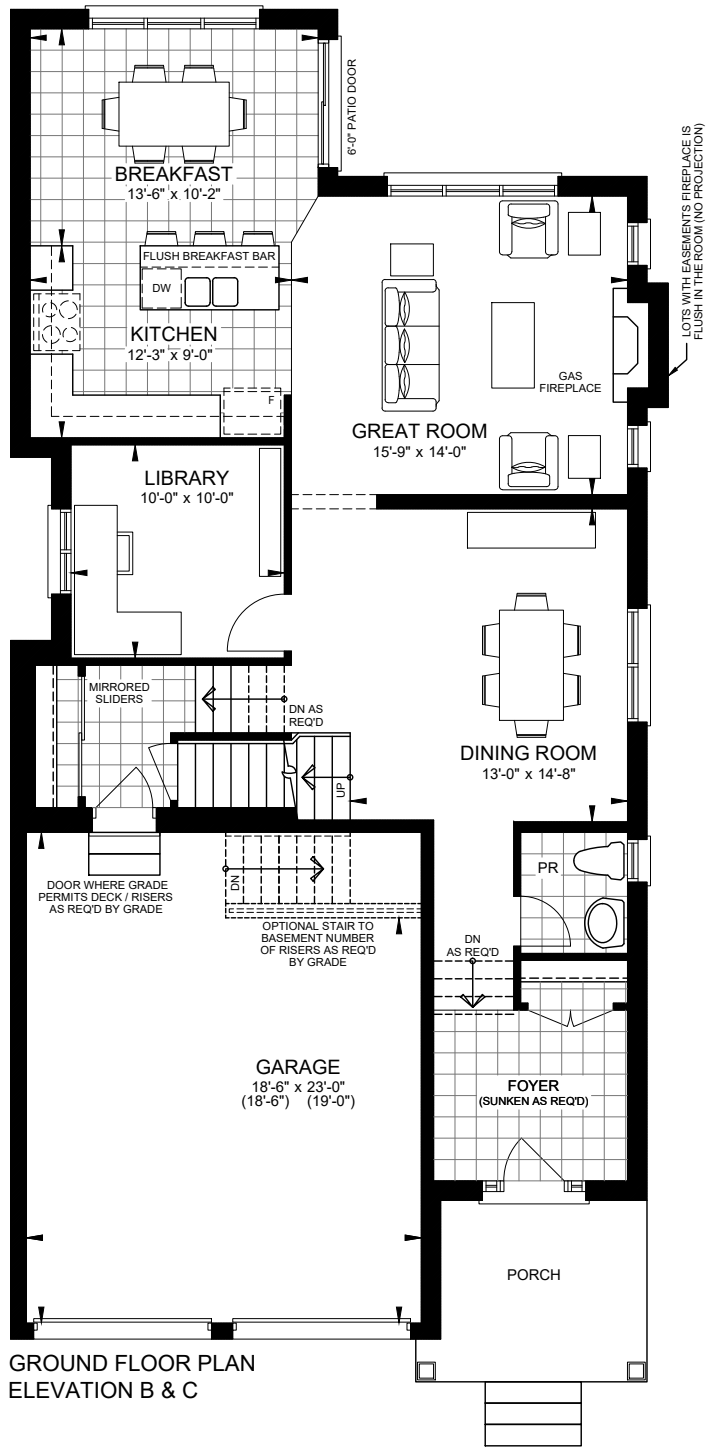 6'-0" PATIO DOOR
BREAKFAST
13'-6" x 10'-2"
LOTS WITH EASEMENTS FIREPLACE IS
FLUSH IN THE ROOM (NO PROJECTION)
FLUSH BREAKFAST BAR
DW
KITCHEN
12'-3" x 9'-0"
GAS
FIREPLACE
F
GREAT ROOM
15'-9" x 14'-0"
LIBRARY
10'-0" x 10'-0"
MIRRORED
SLIDERS
DN AS
REQ'D
DINING ROOM
13'-0" x 14'-8"
UP
PR
DN
DOOR WHERE GRADE
PERMITS DECK / RISERS
AS REQ'D BY GRADE
OPTIONAL STAIR TO
BASEMENT NUMBER
OF RISERS AS REQ'D
BY GRADE
DN
AS REQ'D
GARAGE
18'-6" x 23'-0"
(18'-6") (19'-0")
FOYER
(SUNKEN AS REQ'D)
PORCH
GROUND FLOOR PLAN
ELEVATION B & C